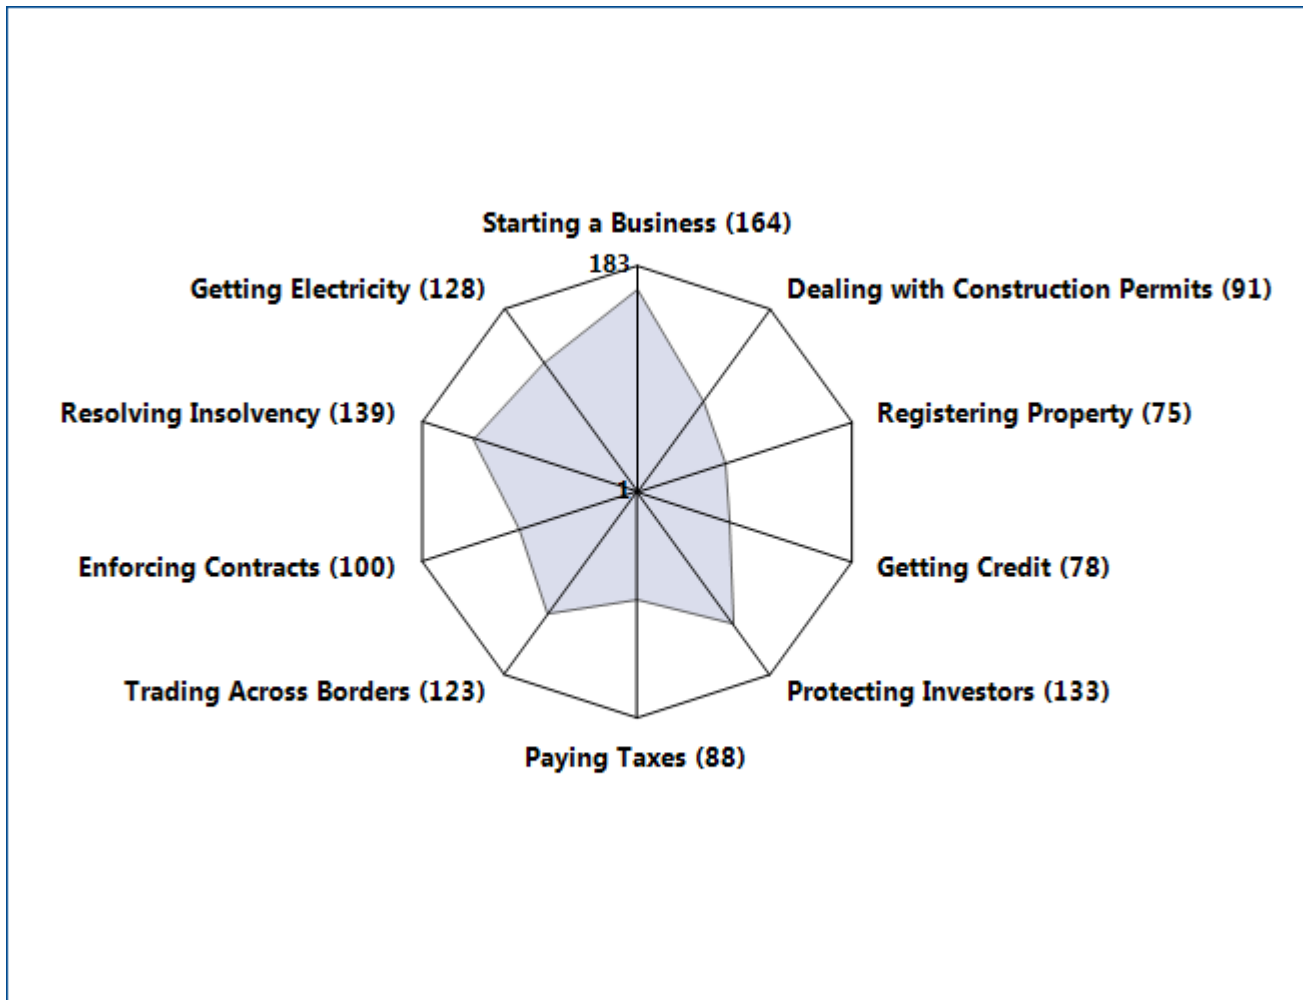 Starting a Business (164)
183
Getting Electricity (128)
Dealing with Construction Permits (91)
Resolving Insolvency (139)
Registering Property (75)
1
Enforcing Contracts (100)
Getting Credit (78)
Trading Across Borders (123)
Protecting Investors (133)
Paying Taxes (88)